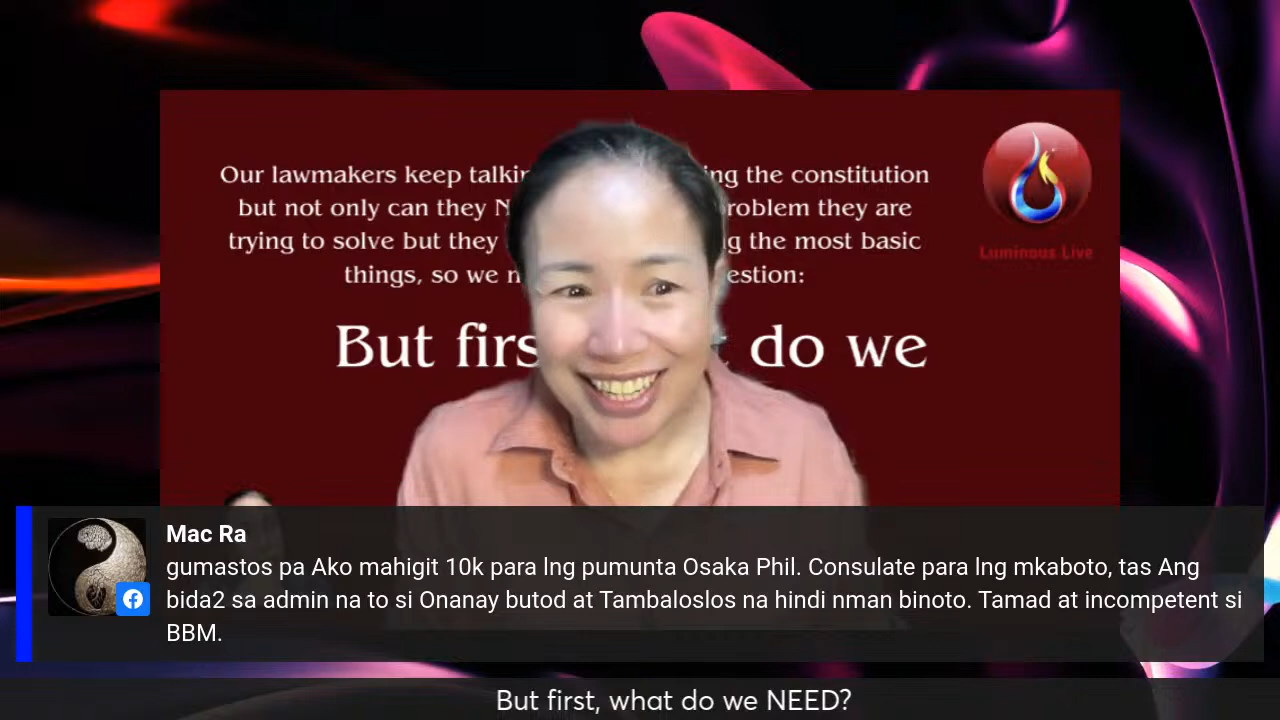 Our lawmakers keep talkin ng the constitution
but not only can they N roblem they are
trying to solve but they g the most basic
things, so we n estion:
But firs do we
Luminous Live
Mac Ra
gumastos pa Ako mahigit 10k para lng pumunta Osaka Phil. Consulate para lng mkaboto, tas Ang
bida2 sa admin na to si Onanay butod at Tambaloslos na hindi nman binoto. Tamad at incompetent si
BBM.
But first, what do we NEED?